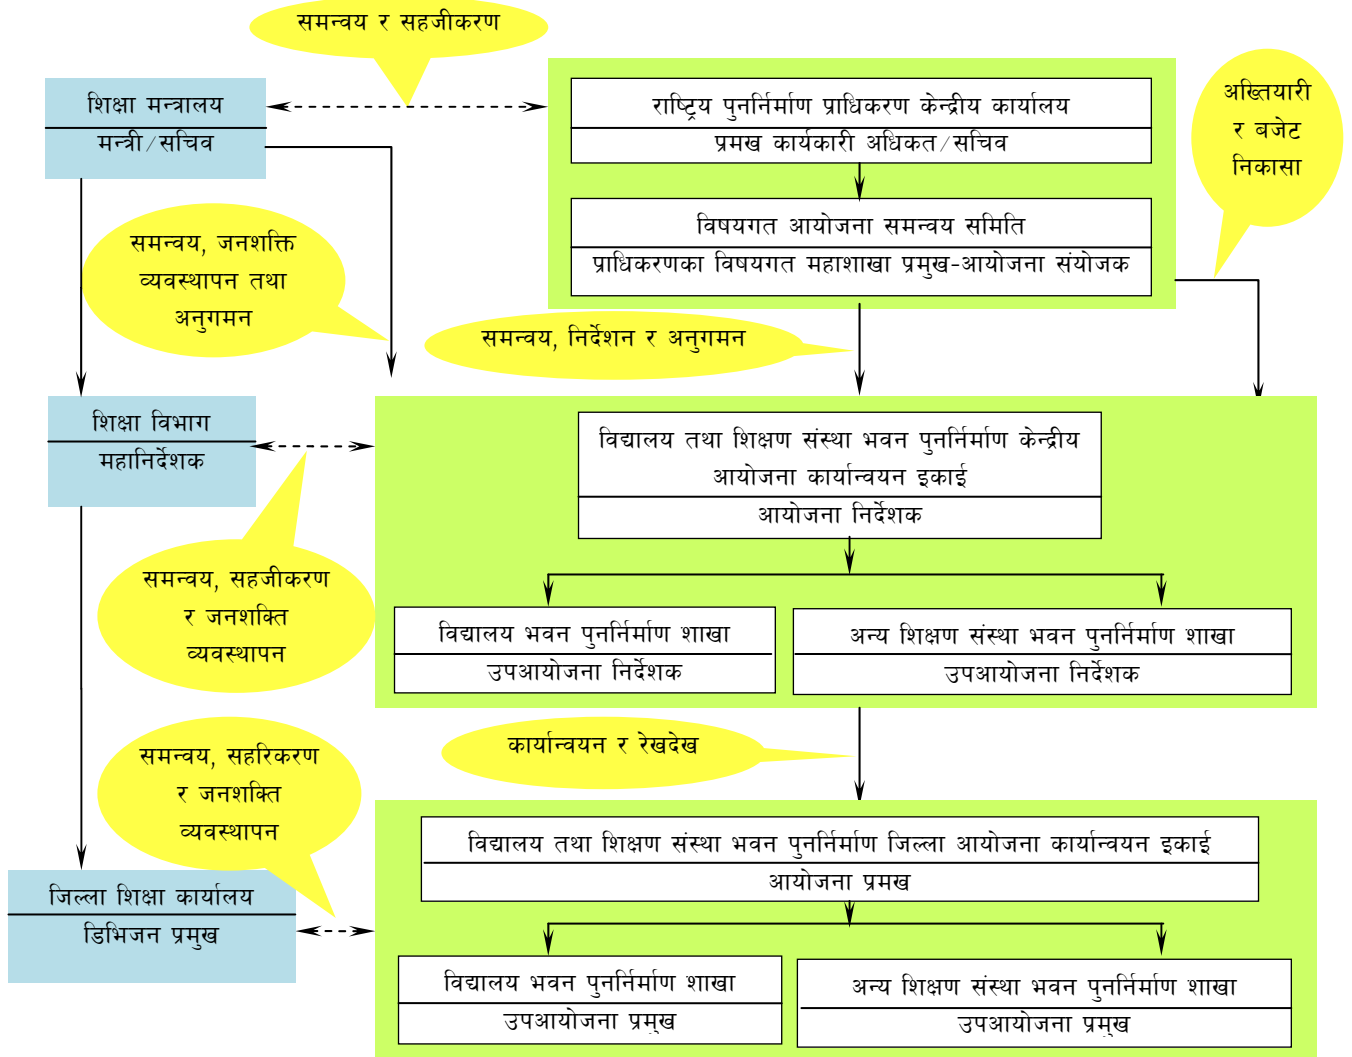 समन्वय र सहजीकरण
शिक्षा मन्त्रालय
मन्त्री/सचिव
राष्ट्रिय पुनर्निर्माण प्राधिकरण केन्द्रीय कार्यालय
प्रमख कार्यकारी अधिकत/सचिव
अख्तियारी
र बजेट
निकासा
विषयगत आयोजना समन्वय समिति
प्राधिकरणका विषयगत महाशाखा प्रमुख-आयोजना संयोजक
समन्वय, जनशक्ति
व्यवस्थापन तथा
अनुगमन
समन्वय, निर्देशन र अनुगमन
शिक्षा विभाग
महानिर्देशक
विद्यालय तथा शिक्षण संस्था भवन पुनर्निर्माण केन्द्रीय
आयोजना कार्यान्वयन इकाई
आयोजना निर्देशक
समन्वय, सहजीकरण
र जनशक्ति
व्यवस्थापन
विद्यालय भवन पुनर्निर्माण शाखा
उपआयोजना निर्देशक
अन्य शिक्षण संस्था भवन पुनर्निर्माण शाखा
उपआयोजना निर्देशक
कार्यान्वयन र रेखदेख
समन्वय, सहरिकरण
र जनशक्ति
व्यवस्थापन
विद्यालय तथा शिक्षण संस्था भवन पुनर्निर्माण जिल्ला आयोजना कार्यान्वयन इकाई
आयोजना प्रमख
जिल्ला शिक्षा कार्यालय
डिभिजन प्रमुख
विद्यालय भवन पुनर्निर्माण शाखा
उपआयोजना प्रमुख
अन्य शिक्षण संस्था भवन पुनर्निर्माण शाखा
उपआयोजना प्रमुख